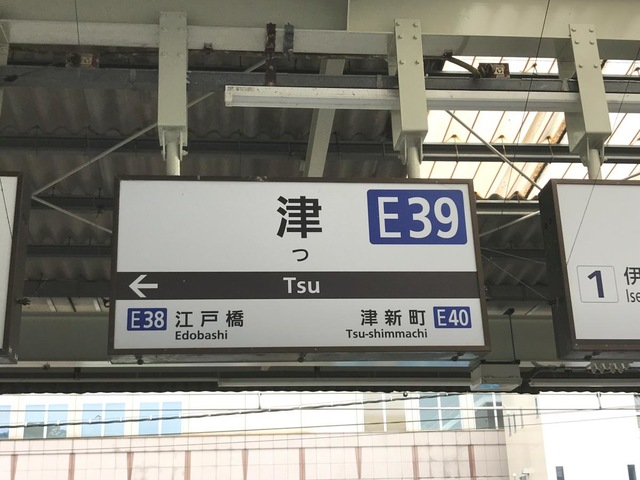 津 E39
つ
← Tsu
E38 江戸橋 津新町 E40
Edobashi Tsu-shimmachi
1 伊
Ise